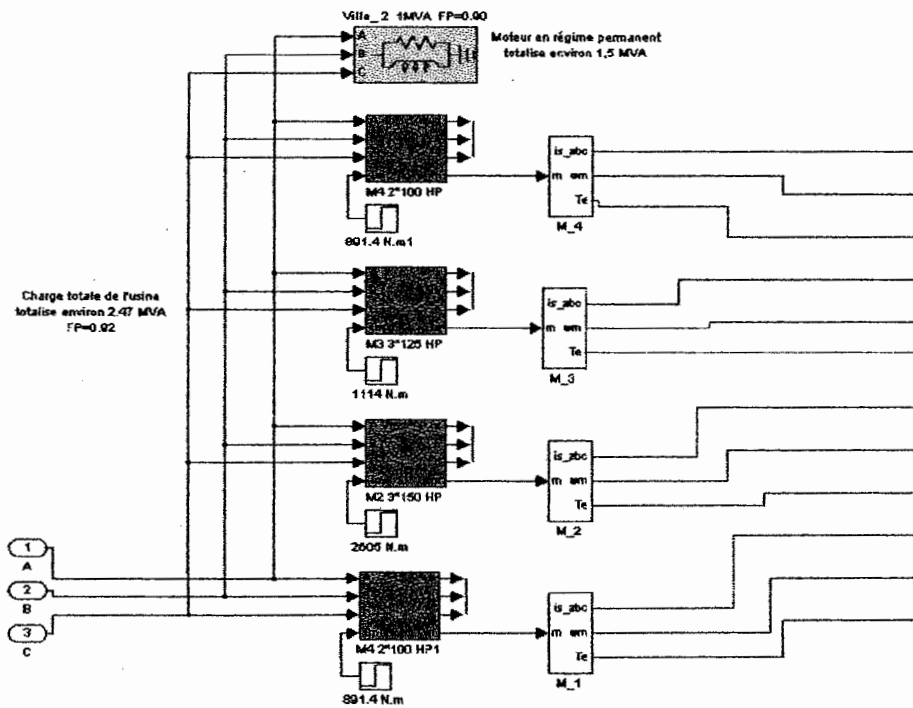 Ville_2 1MVA FP=0.90
A
B
C
Moteur en régime permanent
totalise environ 1,5 MVA
M4 2*100 HP
891.4 N.m1
is_abc
m wm
Te
M_4
Charge totale de l'usine
totalise environ 2.47 MVA
FP=0.92
M3 3*125 HP
1114 N.m
is_abc
m wm
Te
M_3
M2 3*150 HP
2605 N.m
is_abc
m wm
Te
M_2
1
A
2
B
3
C
M4 2*100 HP1
891.4 N.m
is_abc
m wm
Te
M_1